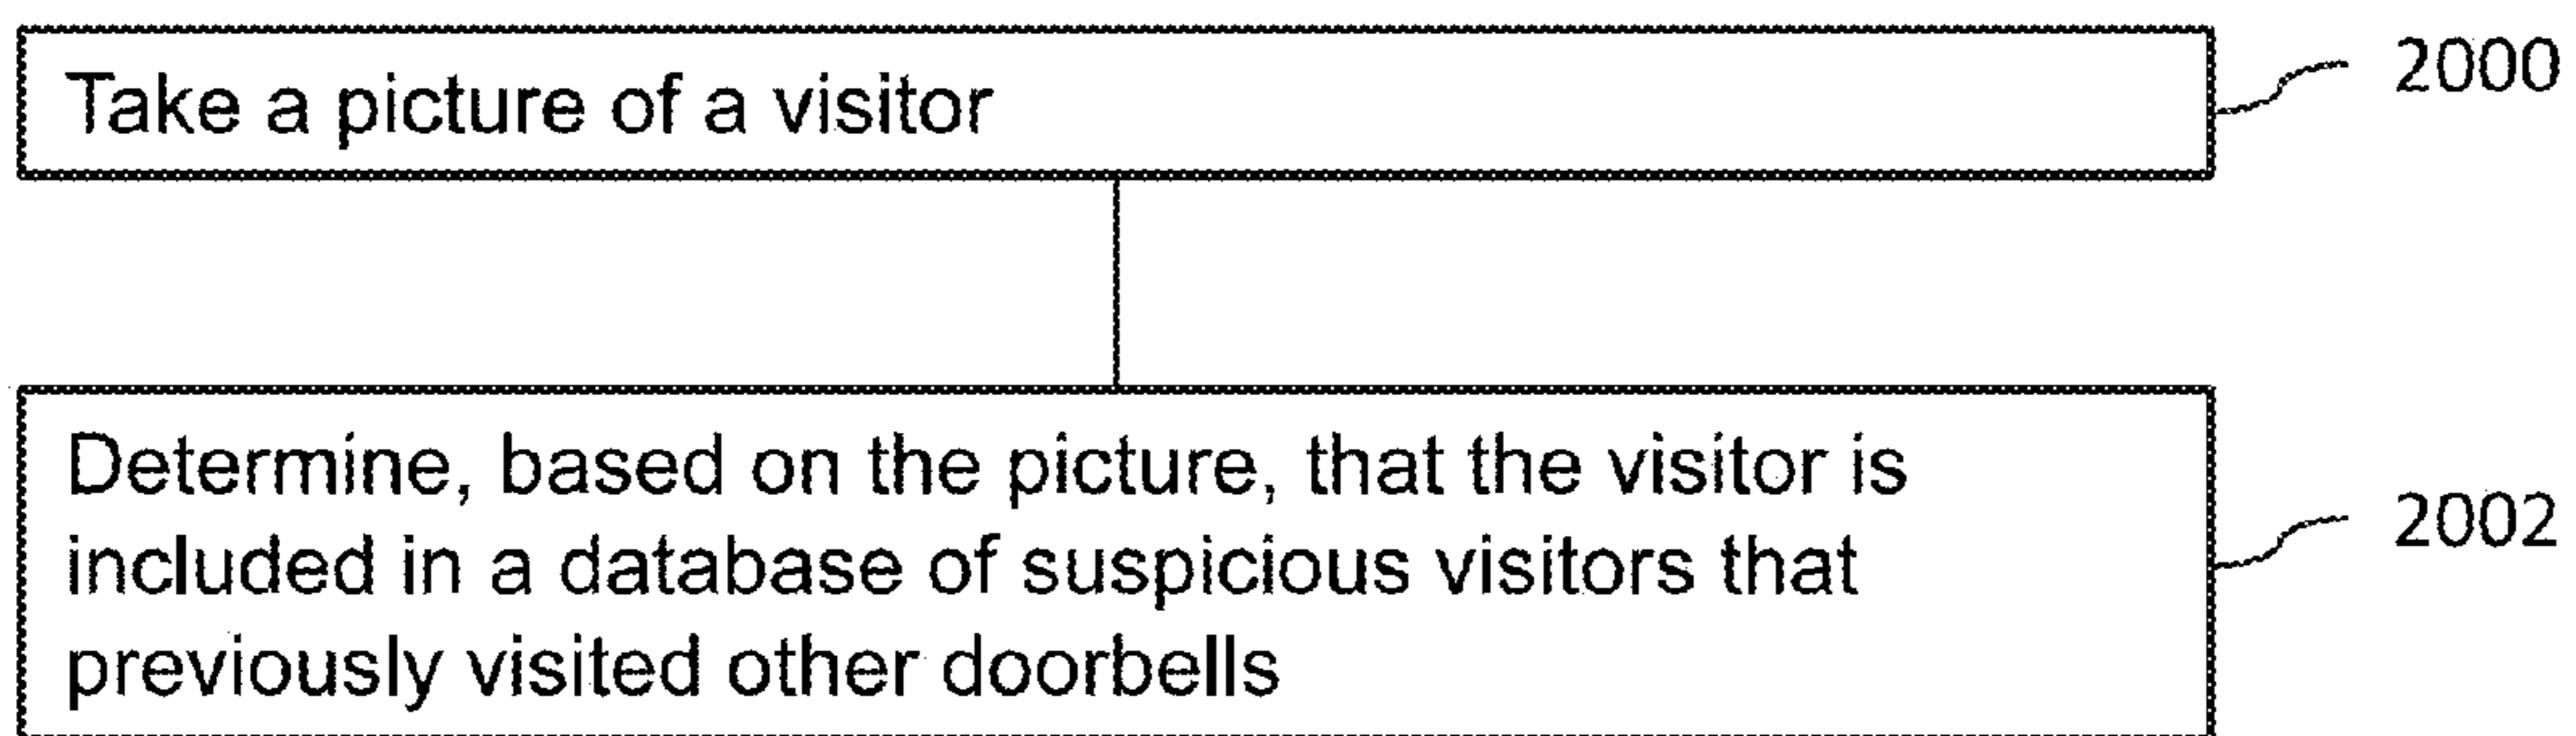 Take a picture of a visitor
2000
Determine, based on the picture, that the visitor is
included in a database of suspicious visitors that
previously visited other doorbells
2002